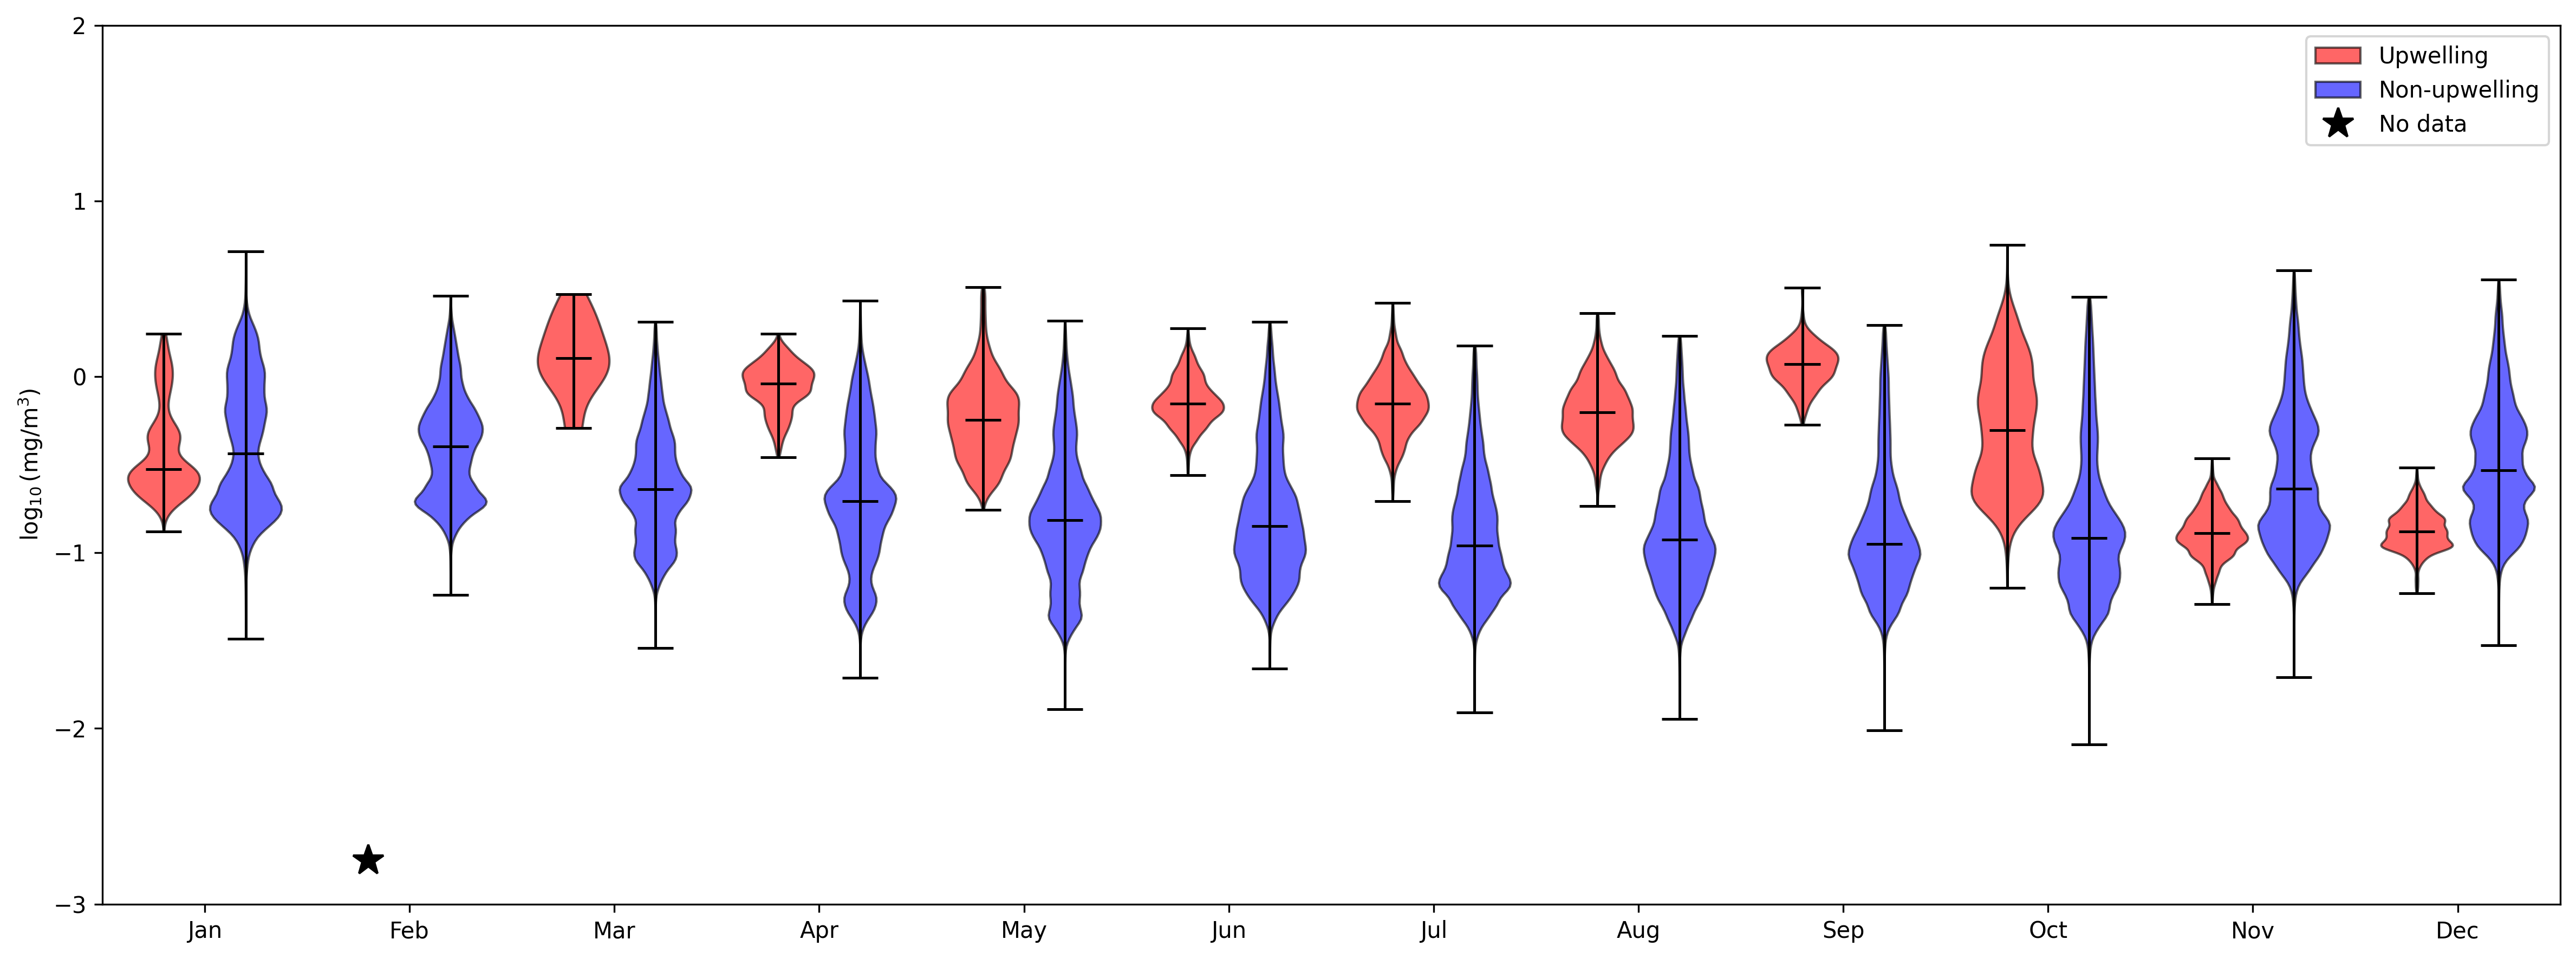 2
1
0
−1
−2
−3
log₁₀ (mg/m³)
Upwelling
Non-upwelling
No data
Jan Feb Mar Apr May Jun Jul Aug Sep Oct Nov Dec